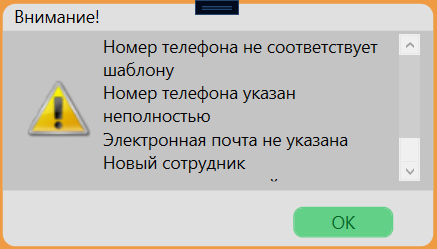 Внимание!
Номер телефона не соответствует
шаблону
Номер телефона указан
неполностью
Электронная почта не указана
Новый сотрудник
OK